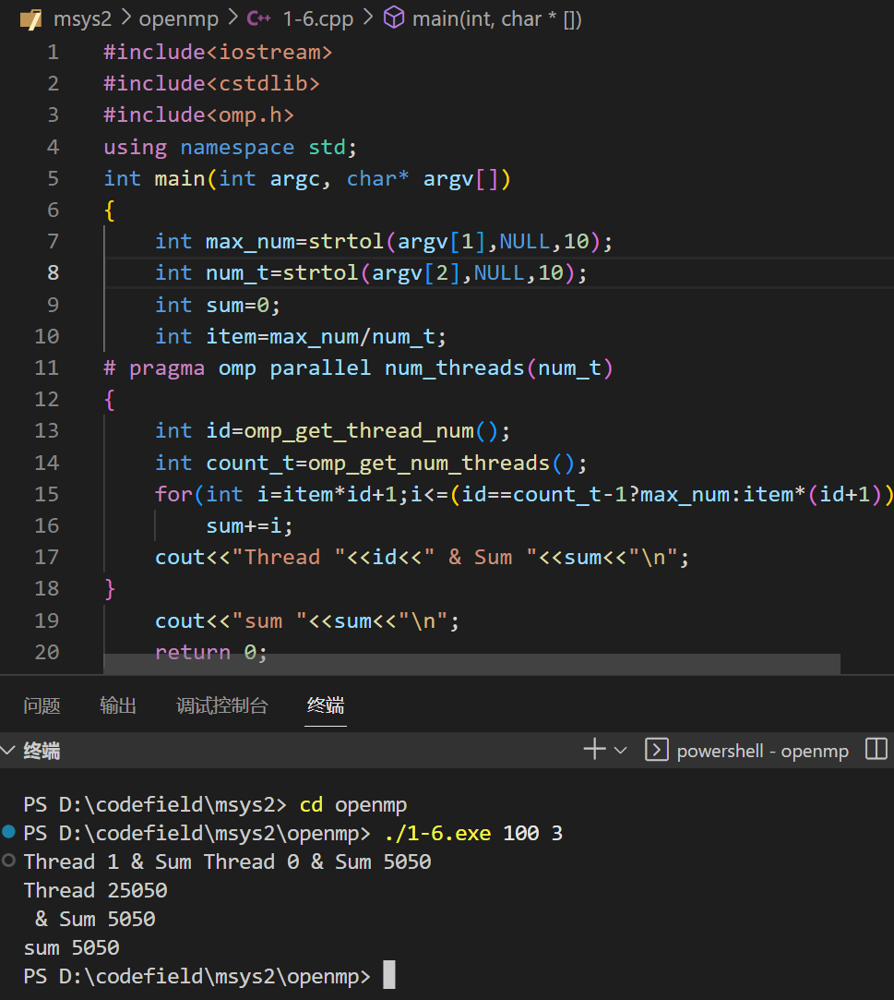 msys2 > openmp > C++ 1-6.cpp > main(int, char * [])
1 #include<iostream>
2 #include<cstdlib>
3 #include<omp.h>
4 using namespace std;
5 int main(int argc, char* argv[])
6 {
7 int max_num=strtol(argv[1],NULL,10);
8 int num_t=strtol(argv[2],NULL,10);
9 int sum=0;
10 int item=max_num/num_t;
11 # pragma omp parallel num_threads(num_t)
12 {
13 int id=omp_get_thread_num();
14 int count_t=omp_get_num_threads();
15 for(int i=item*id+1;i<=(id==count_t-1?max_num:item*(id+1))
16 sum+=i;
17 cout<<"Thread "<<id<<" & Sum "<<sum<<"\n";
18 }
19 cout<<"sum "<<sum<<"\n";
20 return 0;
问题 输出 调试控制台 终端
终端 powershell - openmp
PS D:\codefield\msys2> cd openmp
PS D:\codefield\msys2\openmp> ./1-6.exe 100 3
Thread 1 & Sum Thread 0 & Sum 5050
Thread 25050
& Sum 5050
sum 5050
PS D:\codefield\msys2\openmp>